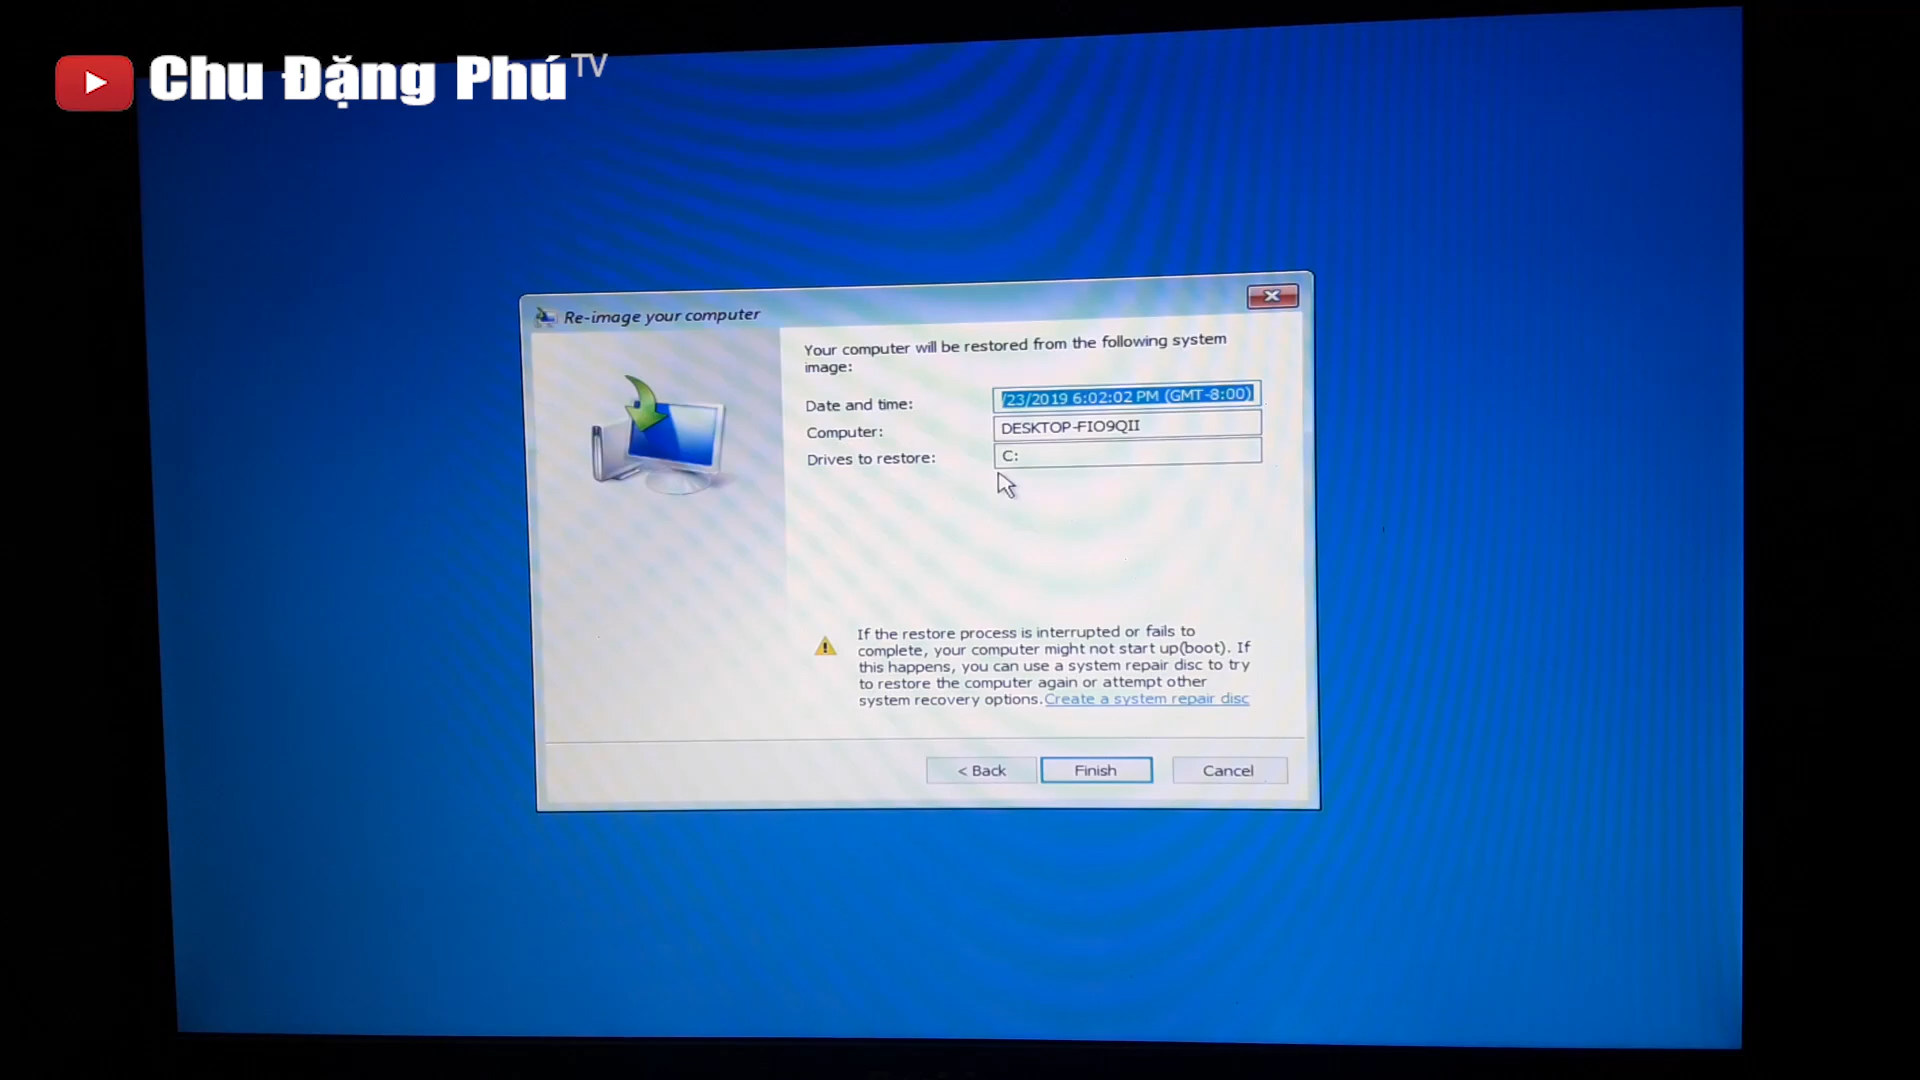 Chu Đặng Phú TV
Re-image your computer
Your computer will be restored from the following system
image:
Date and time: /23/2019 6:02:02 PM (GMT-8:00)
Computer: DESKTOP-FIO9QII
Drives to restore: C:
If the restore process is interrupted or fails to
complete, your computer might not start up(boot). If
this happens, you can use a system repair disc to try
to restore the computer again or attempt other
system recovery options. Create a system repair disc
< Back Finish Cancel